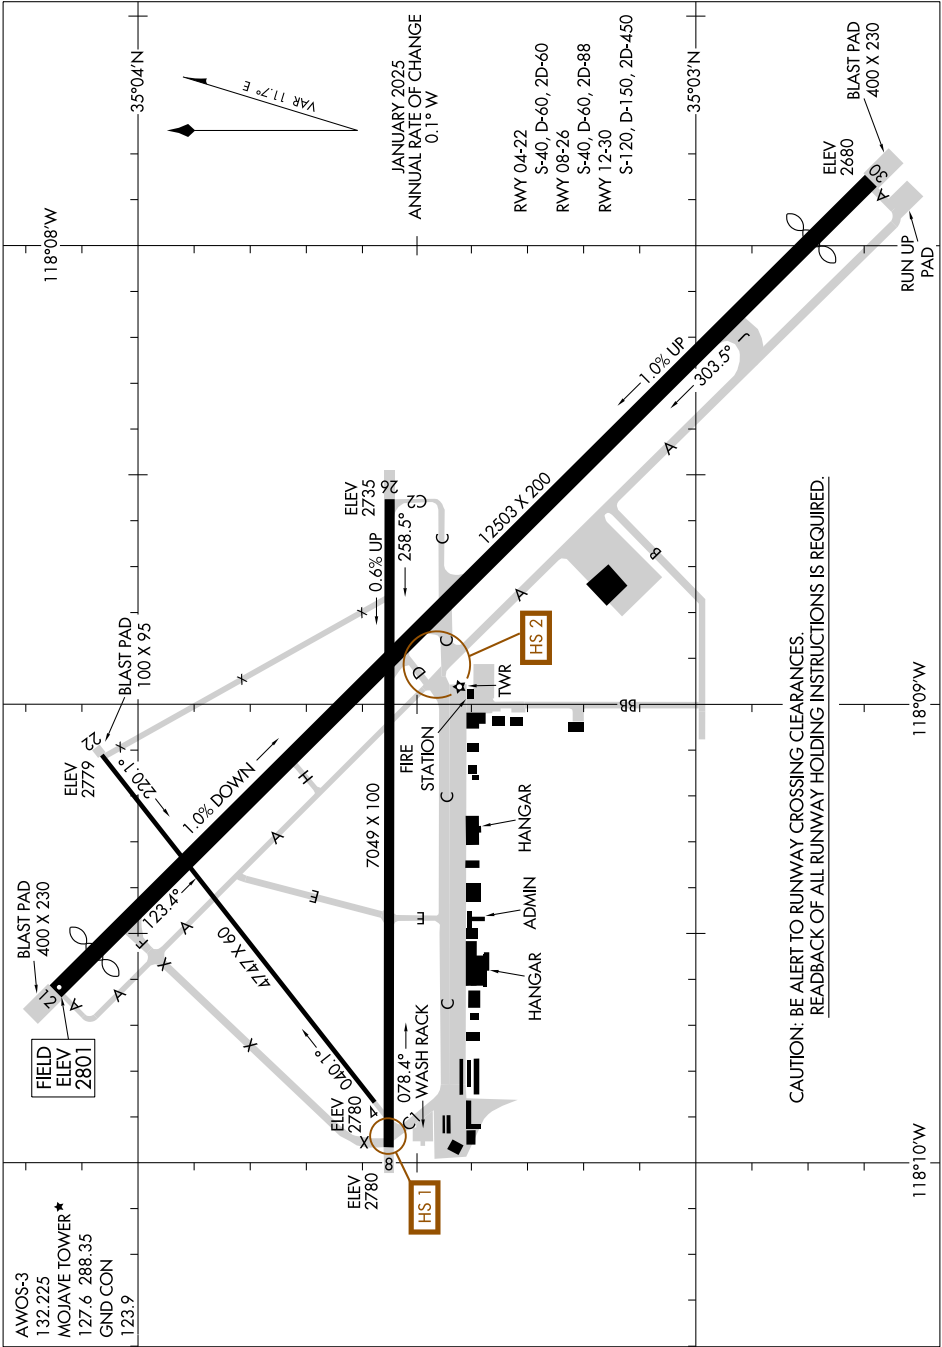 AWOS-3
132.225
MOJAVE TOWER★
127.6 288.35
GND CON
123.9
VAR 11.7° E
JANUARY 2025
ANNUAL RATE OF CHANGE
0.1° W
35°04'N
35°03'N
118°08'W
118°09'W
118°10'W
RWY 04-22
S-40, D-60, 2D-60
RWY 08-26
S-40, D-60, 2D-88
RWY 12-30
S-120, D-150, 2D-450
BLAST PAD
400 X 230
12
FIELD
ELEV
2801
A
A
F
A
X
X
123.4°
1.0% DOWN
4747 X 60
040.1°
4
ELEV
2780
X
8
ELEV
2780
HS 1
078.4°
C1
WASH RACK
ELEV
2779
22
BLAST PAD
100 X 95
220.1°
X
X
X
A
H
E
E
7049 X 100
C
C
C
C
D
FIRE
STATION
TWR
HS 2
HANGAR
ADMIN
HANGAR
BB
ELEV
2735
26
0.6% UP
258.5°
C2
12503 X 200
A
B
A
1.0% UP
303.5°
J
ELEV
2680
30
A
BLAST PAD
400 X 230
RUN UP
PAD
CAUTION: BE ALERT TO RUNWAY CROSSING CLEARANCES.
READBACK OF ALL RUNWAY HOLDING INSTRUCTIONS IS REQUIRED.